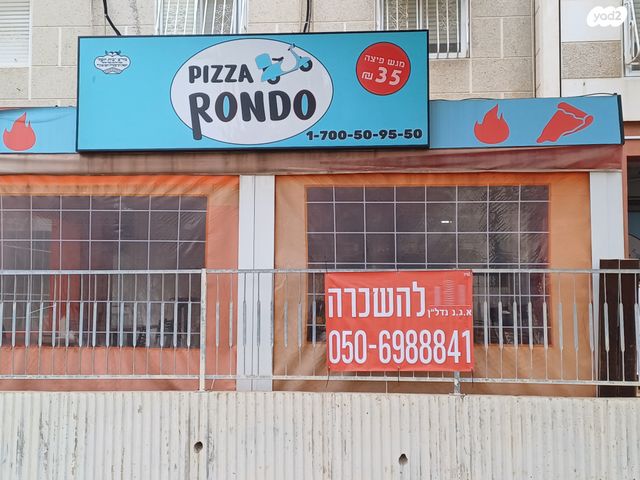 yad2
PIZZA
RONDO
מגש פיצה
35 ₪
1-700-50-95-50
להשכרה
א.ג.נ נדל"ן
050-6988841